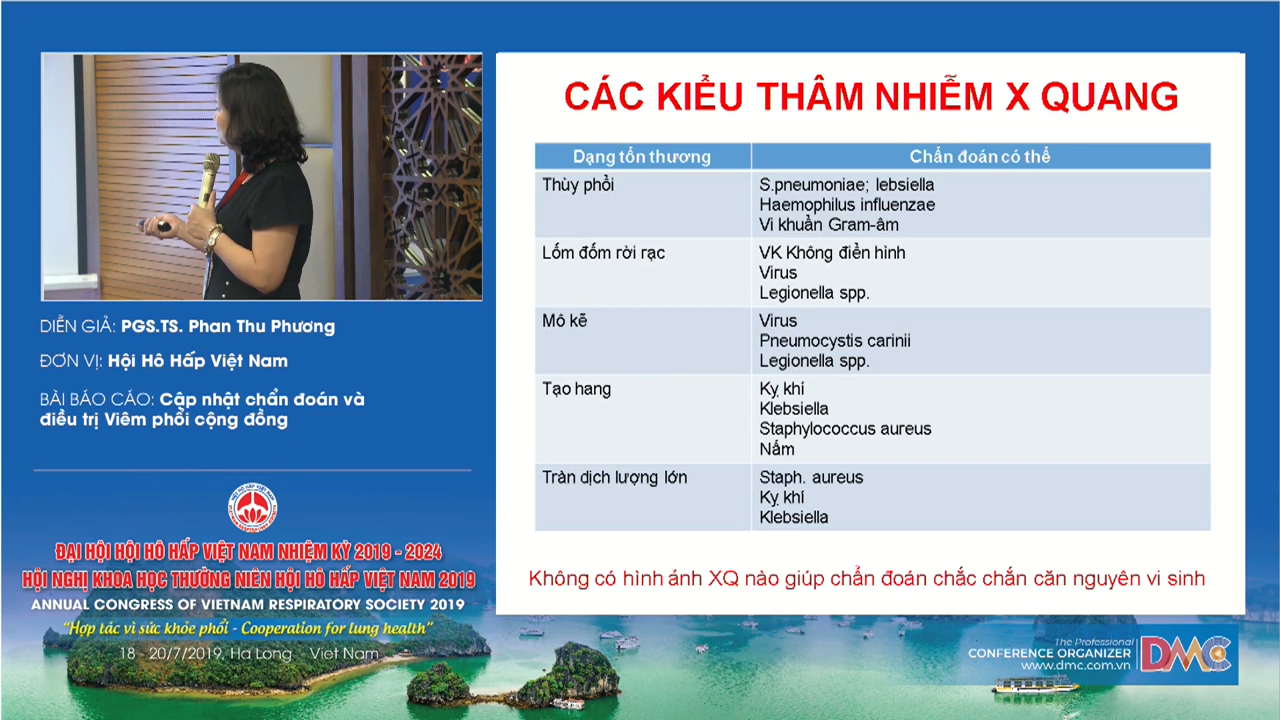 CÁC KIỂU THÂM NHIỄM X QUANG
Dạng tổn thương
Chẩn đoán có thể
Thùy phổi
S.pneumoniae; lebsiella
Haemophilus influenzae
Vi khuẩn Gram-âm
Lốm đốm rời rạc
VK Không điển hình
Virus
Legionella spp.
Mô kẽ
Virus
Pneumocystis carinii
Legionella spp.
Tạo hang
Kỵ khí
Klebsiella
Staphylococcus aureus
Nấm
Tràn dịch lượng lớn
Staph. aureus
Kỵ khí
Klebsiella
Không có hình ảnh XQ nào giúp chẩn đoán chắc chắn căn nguyên vi sinh
DIỄN GIẢ: PGS.TS. Phan Thu Phương
ĐƠN VỊ: Hội Hô Hấp Việt Nam
BÀI BÁO CÁO: Cập nhật chẩn đoán và
điều trị Viêm phổi cộng đồng
ĐẠI HỘI HỘI HÔ HẤP VIỆT NAM NHIỆM KỲ 2019 - 2024
HỘI NGHỊ KHOA HỌC THƯỜNG NIÊN HỘI HÔ HẤP VIỆT NAM 2019
ANNUAL CONGRESS OF VIETNAM RESPIRATORY SOCIETY 2019
"Hợp tác vì sức khỏe phổi - Cooperation for lung health"
18 - 20/7/2019, Ha Long - Viet Nam
The Professional
CONFERENCE ORGANIZER
www.dmc.com.vn
DMC